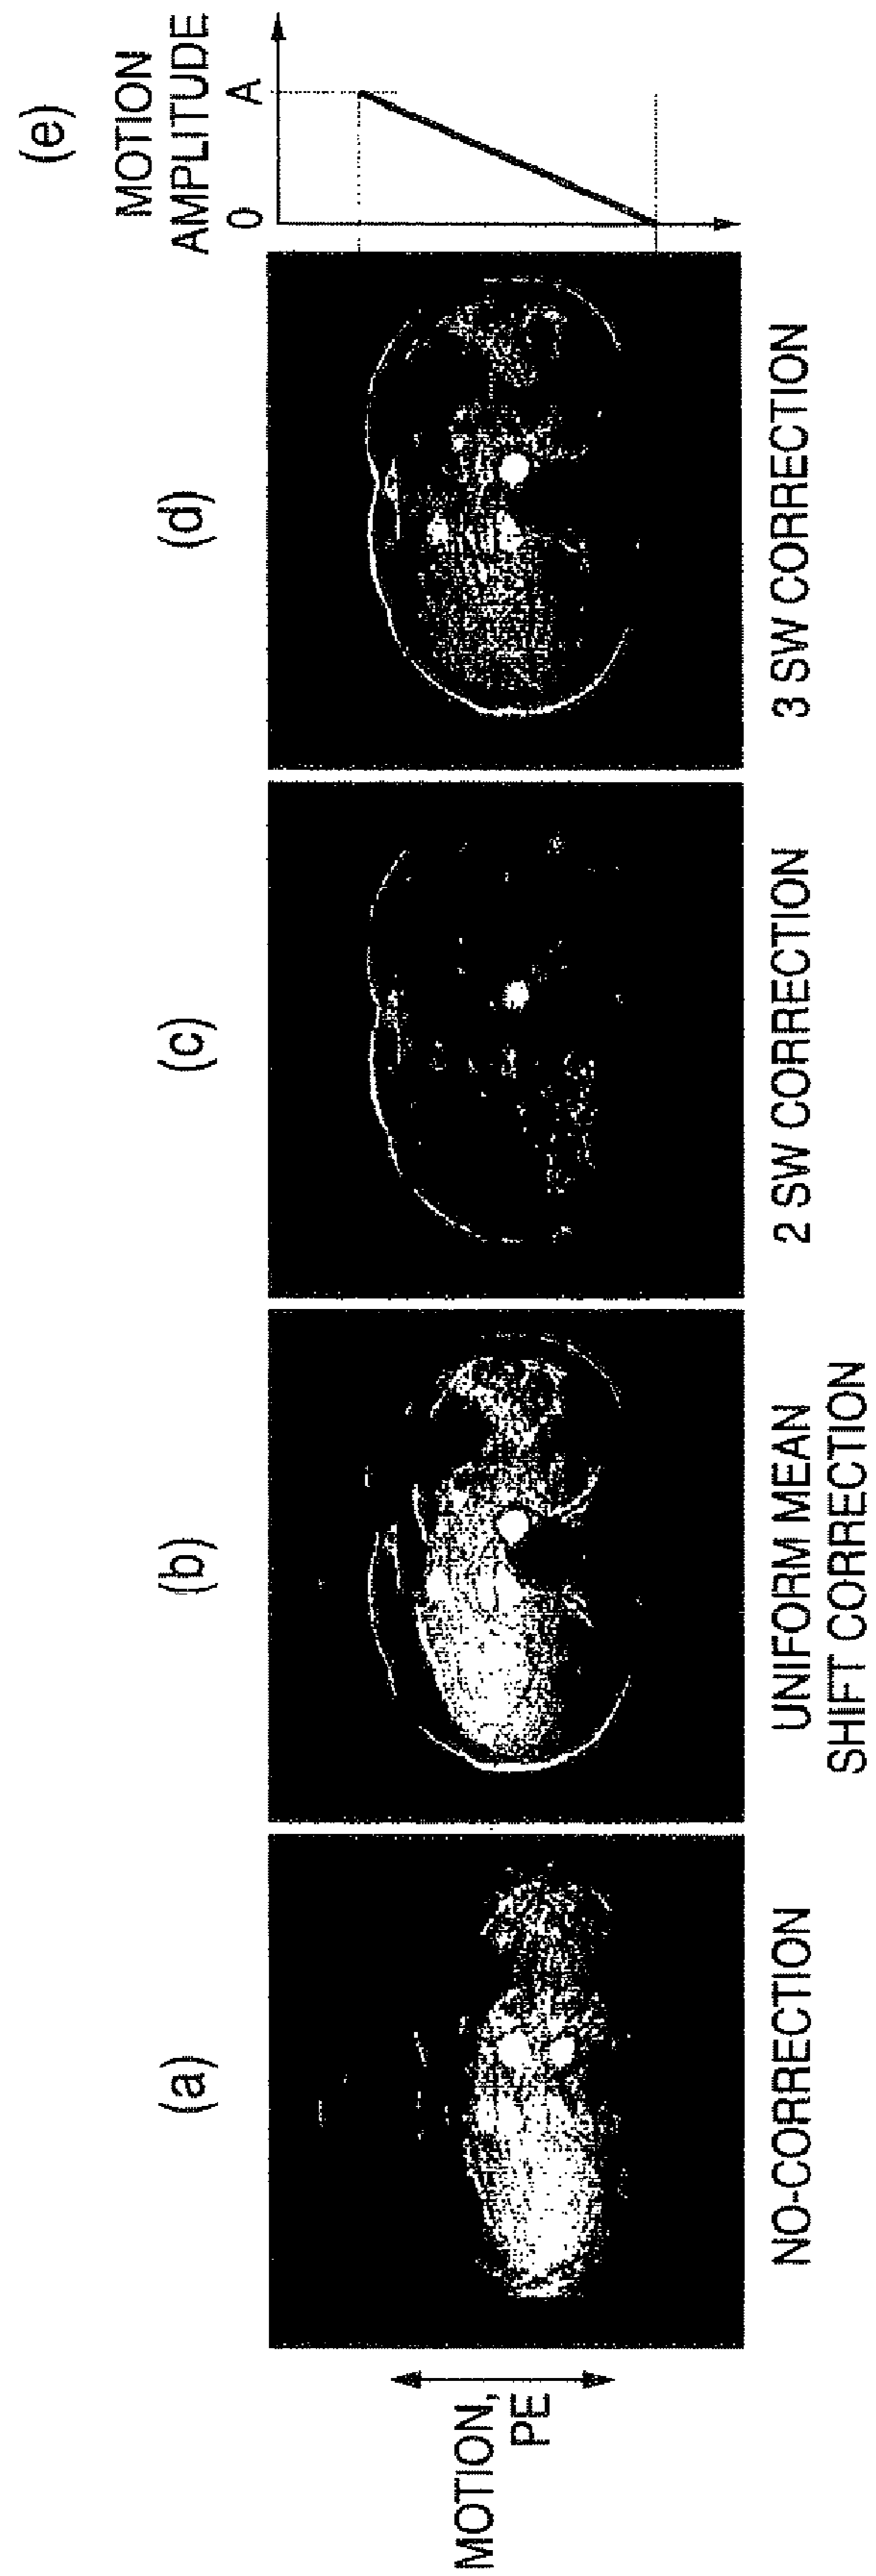 (a)
(b)
(c)
(d)
(e)
MOTION
AMPLITUDE
0 A
MOTION,
PE
NO-CORRECTION
UNIFORM MEAN
SHIFT CORRECTION
2 SW CORRECTION
3 SW CORRECTION